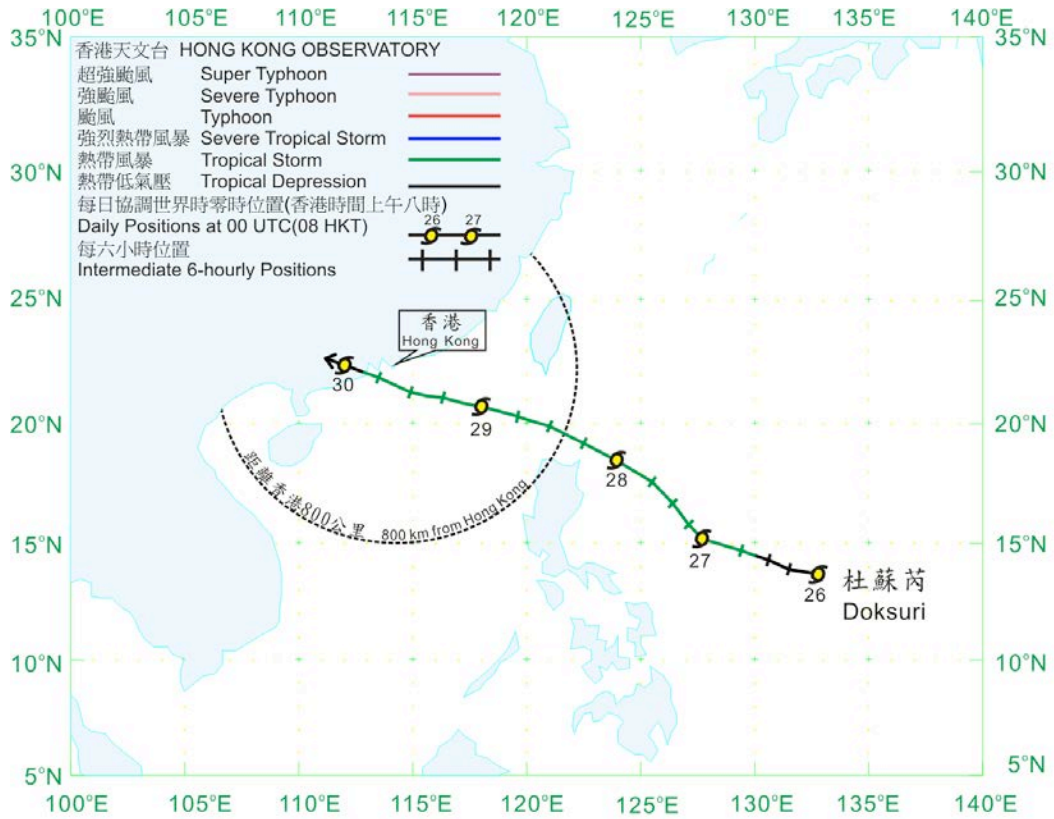 100°E 105°E 110°E 115°E 120°E 125°E 130°E 135°E 140°E
35°N 35°N
香港天文台 HONG KONG OBSERVATORY
超強颱風 Super Typhoon
強颱風 Severe Typhoon
颱風 Typhoon
強烈熱帶風暴 Severe Tropical Storm
熱帶風暴 Tropical Storm
30°N 30°N
熱帶低氣壓 Tropical Depression
每日協調世界時零時位置(香港時間上午八時)
Daily Positions at 00 UTC(08 HKT) 26 27
每六小時位置
Intermediate 6-hourly Positions
25°N 25°N
香港
Hong Kong
30
20°N 29 20°N
28
距離香港800公里 800 km from Hong Kong
15°N 27 15°N
26 杜蘇芮
Doksuri
10°N 10°N
5°N 5°N
100°E 105°E 110°E 115°E 120°E 125°E 130°E 135°E 140°E